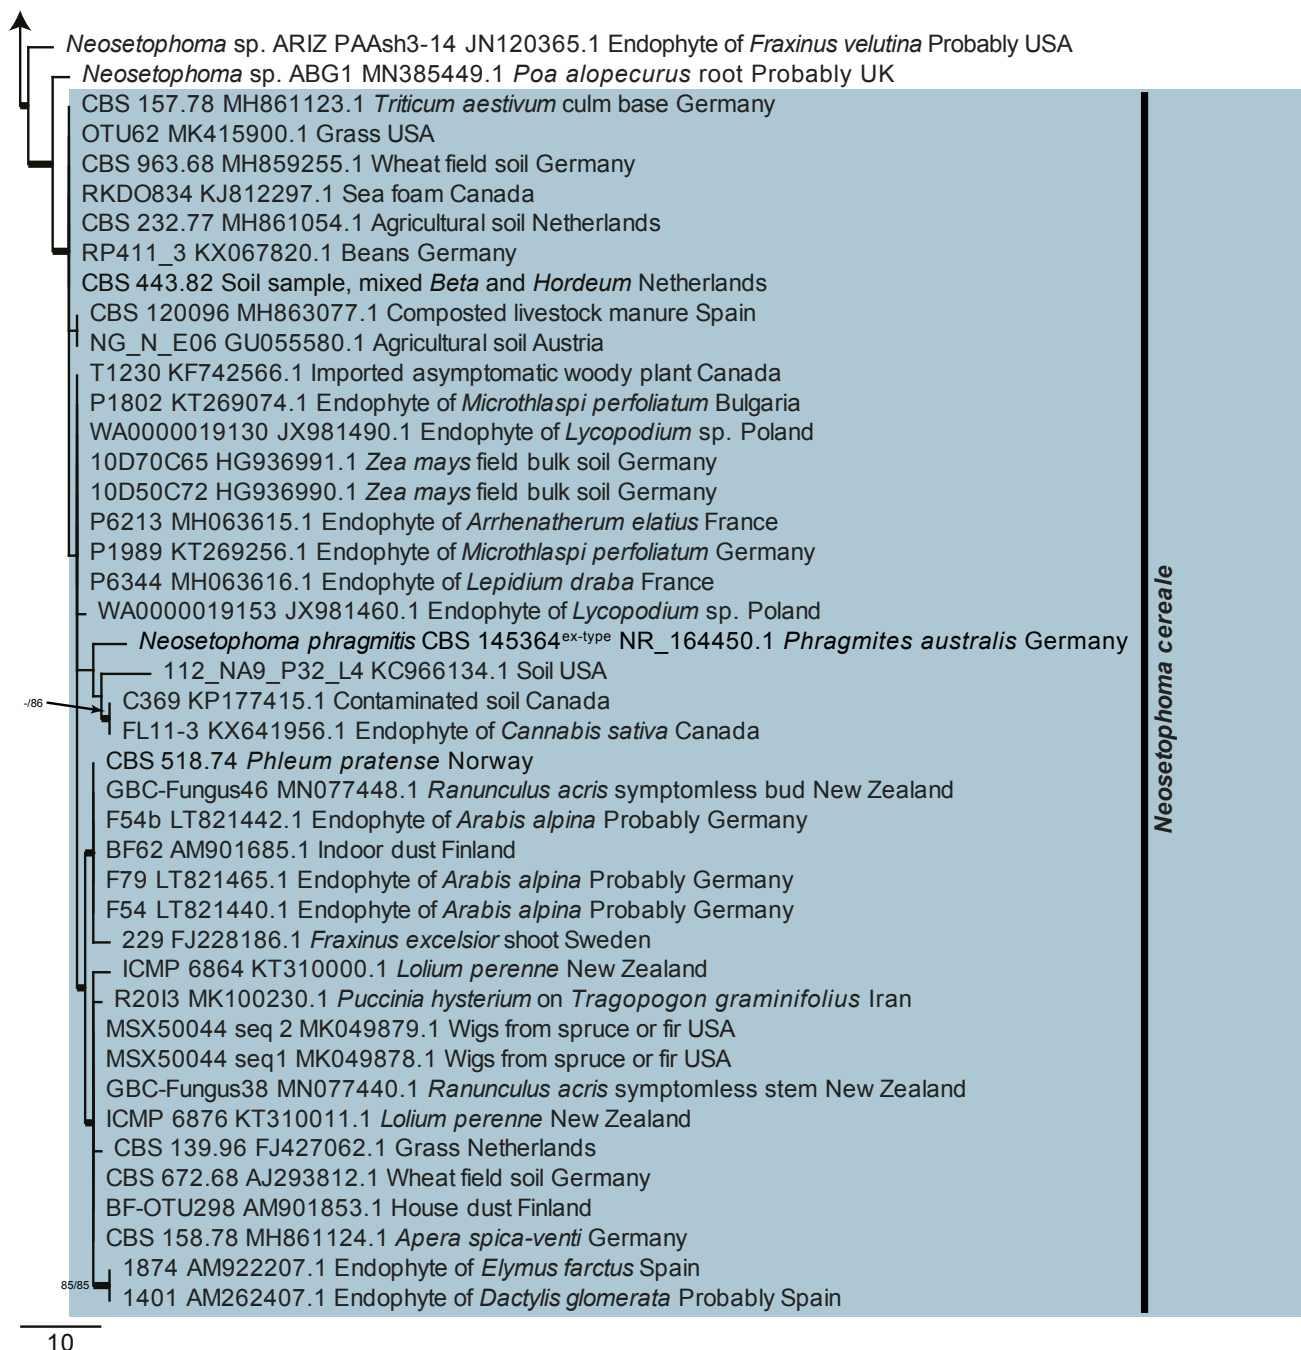 Neosetophoma sp. ARIZ PAAsh3-14 JN120365.1 Endophyte of Fraxinus velutina Probably USA
Neosetophoma sp. ABG1 MN385449.1 Poa alopecurus root Probably UK
CBS 157.78 MH861123.1 Triticum aestivum culm base Germany
OTU62 MK415900.1 Grass USA
CBS 963.68 MH859255.1 Wheat field soil Germany
RKDO834 KJ812297.1 Sea foam Canada
CBS 232.77 MH861054.1 Agricultural soil Netherlands
RP411_3 KX067820.1 Beans Germany
CBS 443.82 Soil sample, mixed Beta and Hordeum Netherlands
CBS 120096 MH863077.1 Composted livestock manure Spain
NG_N_E06 GU055580.1 Agricultural soil Austria
T1230 KF742566.1 Imported asymptomatic woody plant Canada
P1802 KT269074.1 Endophyte of Microthlaspi perfoliatum Bulgaria
WA0000019130 JX981490.1 Endophyte of Lycopodium sp. Poland
10D70C65 HG936991.1 Zea mays field bulk soil Germany
10D50C72 HG936990.1 Zea mays field bulk soil Germany
P6213 MH063615.1 Endophyte of Arrhenatherum elatius France
P1989 KT269256.1 Endophyte of Microthlaspi perfoliatum Germany
P6344 MH063616.1 Endophyte of Lepidium draba France
WA0000019153 JX981460.1 Endophyte of Lycopodium sp. Poland
Neosetophoma phragmitis CBS 145364ex-type NR_164450.1 Phragmites australis Germany
112_NA9_P32_L4 KC966134.1 Soil USA
-/86
C369 KP177415.1 Contaminated soil Canada
FL11-3 KX641956.1 Endophyte of Cannabis sativa Canada
CBS 518.74 Phleum pratense Norway
GBC-Fungus46 MN077448.1 Ranunculus acris symptomless bud New Zealand
F54b LT821442.1 Endophyte of Arabis alpina Probably Germany
BF62 AM901685.1 Indoor dust Finland
F79 LT821465.1 Endophyte of Arabis alpina Probably Germany
F54 LT821440.1 Endophyte of Arabis alpina Probably Germany
229 FJ228186.1 Fraxinus excelsior shoot Sweden
ICMP 6864 KT310000.1 Lolium perenne New Zealand
R20I3 MK100230.1 Puccinia hysterium on Tragopogon graminifolius Iran
MSX50044 seq 2 MK049879.1 Wigs from spruce or fir USA
MSX50044 seq1 MK049878.1 Wigs from spruce or fir USA
GBC-Fungus38 MN077440.1 Ranunculus acris symptomless stem New Zealand
ICMP 6876 KT310011.1 Lolium perenne New Zealand
CBS 139.96 FJ427062.1 Grass Netherlands
CBS 672.68 AJ293812.1 Wheat field soil Germany
BF-OTU298 AM901853.1 House dust Finland
CBS 158.78 MH861124.1 Apera spica-venti Germany
1874 AM922207.1 Endophyte of Elymus farctus Spain
85/85
1401 AM262407.1 Endophyte of Dactylis glomerata Probably Spain
Neosetophoma cereale
10